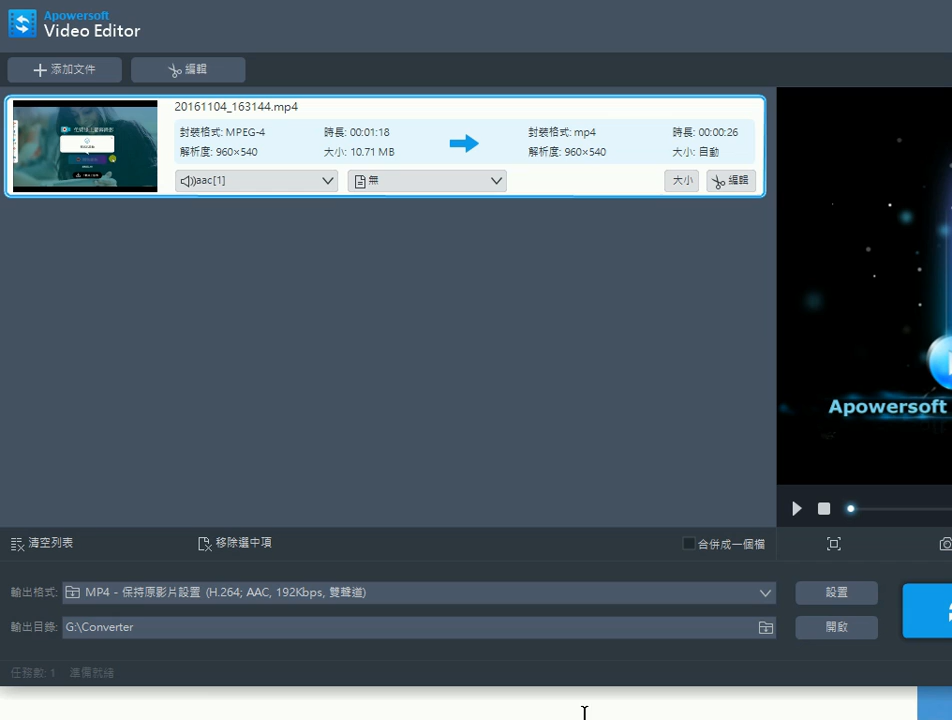 Apowersoft
Video Editor
添加文件
編輯
20161104_163144.mp4
封裝格式: MPEG-4
時長: 00:01:18
封裝格式: mp4
時長: 00:00:26
解析度: 960×540
大小: 10.71 MB
解析度: 960×540
大小: 自動
aac[1]
無
大小
編輯
Apowersoft
清空列表
移除選中項
合併成一個檔
輸出格式:
MP4 - 保持原影片設置 (H.264; AAC, 192Kbps, 雙聲道)
設置
輸出目錄:
G:\Converter
開啟
任務數: 1
準備就緒